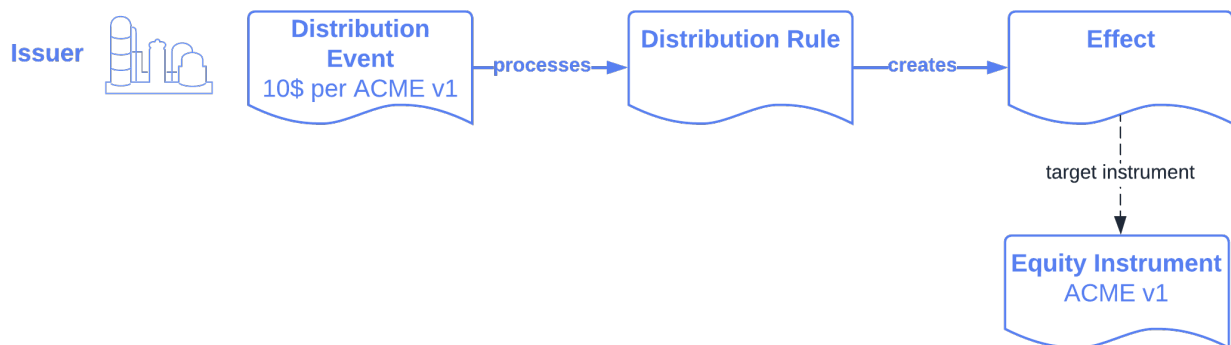 Issuer
Distribution
Event
10$ per ACME v1
processes
Distribution Rule
creates
Effect
target instrument
Equity Instrument
ACME v1